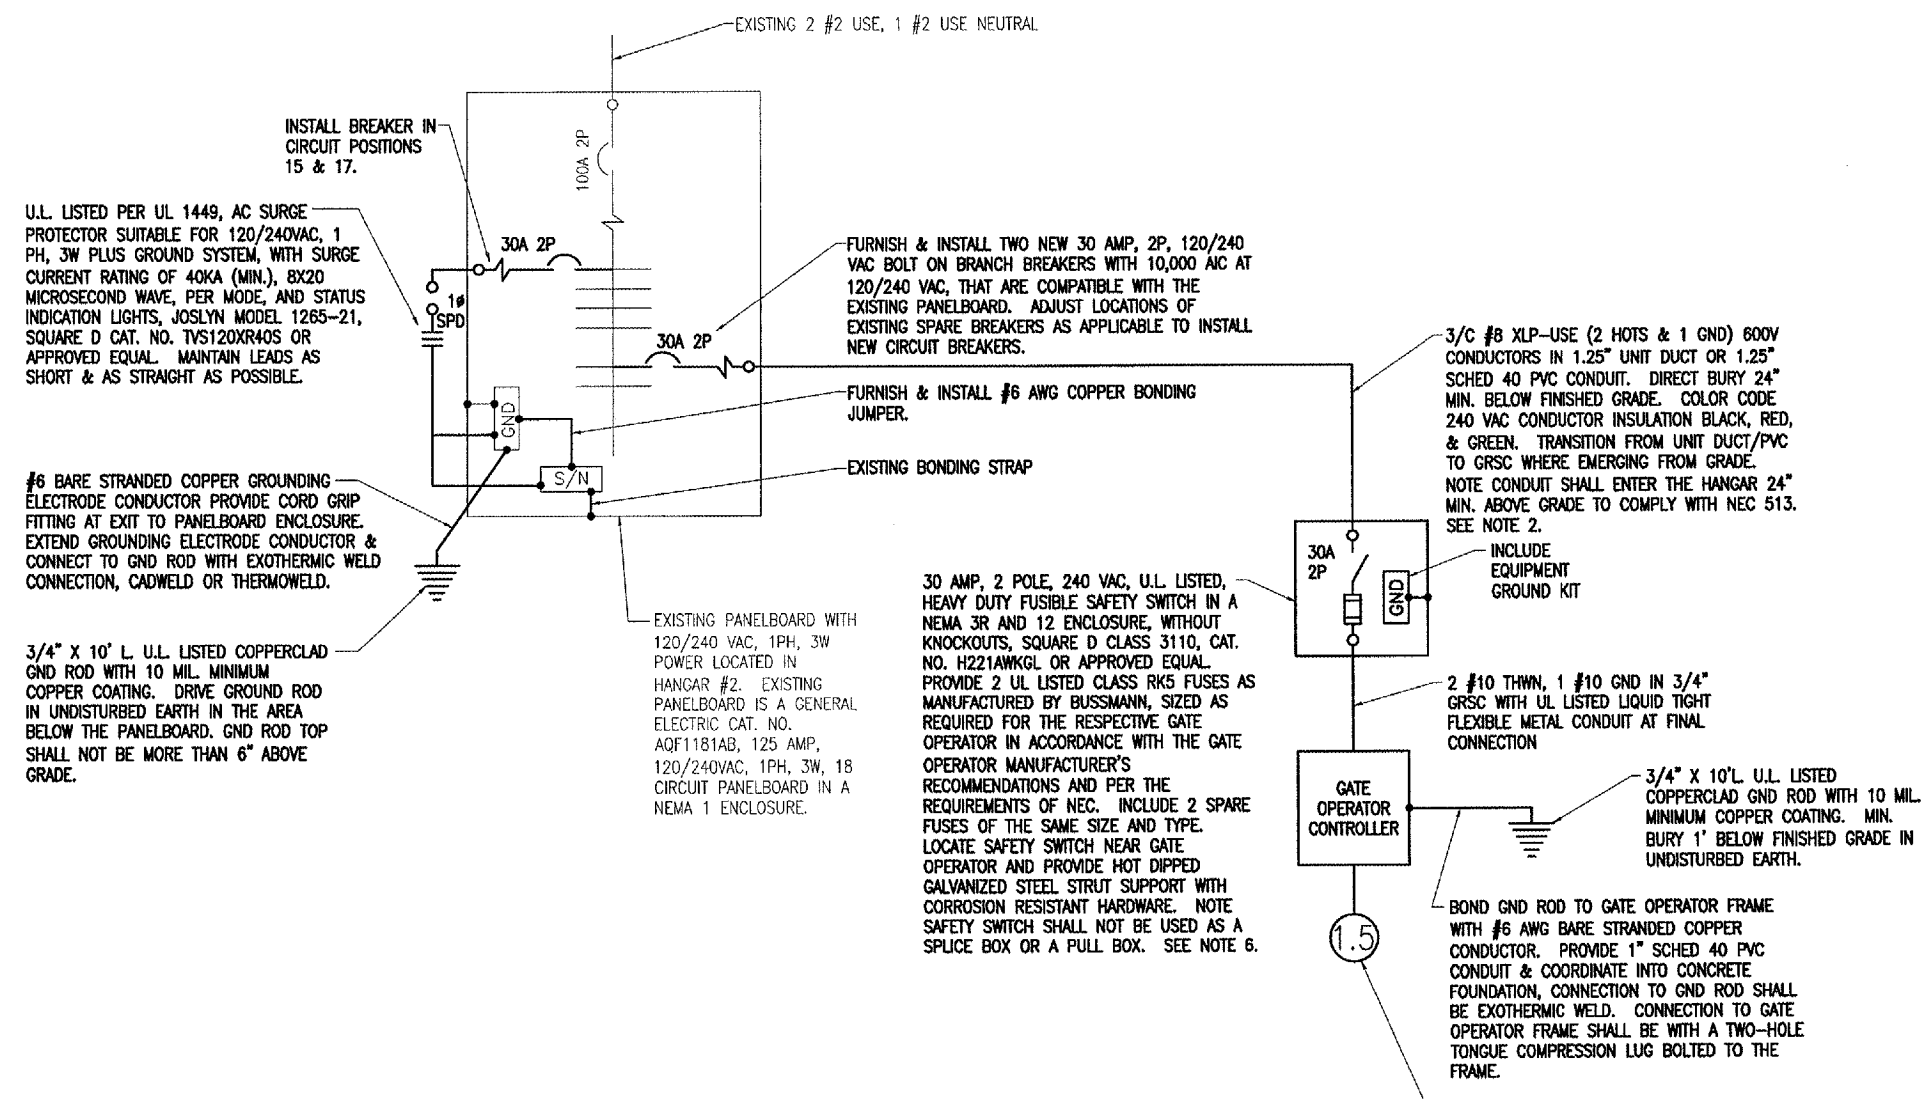 EXISTING 2 #2 USE, 1 #2 USE NEUTRAL
INSTALL BREAKER IN
CIRCUIT POSITIONS
15 & 17.
100A 2P
U.L. LISTED PER UL 1449, AC SURGE
PROTECTOR SUITABLE FOR 120/240VAC, 1
PH, 3W PLUS GROUND SYSTEM, WITH SURGE
CURRENT RATING OF 40KA (MIN.), 8X20
MICROSECOND WAVE, PER MODE, AND STATUS
INDICATION LIGHTS, JOSLYN MODEL 1265-21,
SQUARE D CAT. NO. TVS120XR40S OR
APPROVED EQUAL. MAINTAIN LEADS AS
SHORT & AS STRAIGHT AS POSSIBLE.
30A 2P
1ø
SPD
30A 2P
FURNISH & INSTALL TWO NEW 30 AMP, 2P, 120/240
VAC BOLT ON BRANCH BREAKERS WITH 10,000 AIC AT
120/240 VAC, THAT ARE COMPATIBLE WITH THE
EXISTING PANELBOARD. ADJUST LOCATIONS OF
EXISTING SPARE BREAKERS AS APPLICABLE TO INSTALL
NEW CIRCUIT BREAKERS.
FURNISH & INSTALL #6 AWG COPPER BONDING
JUMPER.
GND
S/N
EXISTING BONDING STRAP
3/C #8 XLP-USE (2 HOTS & 1 GND) 600V
CONDUCTORS IN 1.25" UNIT DUCT OR 1.25"
SCHED 40 PVC CONDUIT. DIRECT BURY 24"
MIN. BELOW FINISHED GRADE. COLOR CODE
240 VAC CONDUCTOR INSULATION BLACK, RED,
& GREEN. TRANSITION FROM UNIT DUCT/PVC
TO GRSC WHERE EMERGING FROM GRADE.
NOTE CONDUIT SHALL ENTER THE HANGAR 24"
MIN. ABOVE GRADE TO COMPLY WITH NEC 513.
SEE NOTE 2.
#6 BARE STRANDED COPPER GROUNDING
ELECTRODE CONDUCTOR PROVIDE CORD GRIP
FITTING AT EXIT TO PANELBOARD ENCLOSURE.
EXTEND GROUNDING ELECTRODE CONDUCTOR &
CONNECT TO GND ROD WITH EXOTHERMIC WELD
CONNECTION, CADWELD OR THERMOWELD.
3/4" X 10' L U.L. LISTED COPPERCLAD
GND ROD WITH 10 MIL. MINIMUM
COPPER COATING. DRIVE GROUND ROD
IN UNDISTURBED EARTH IN THE AREA
BELOW THE PANELBOARD. GND ROD TOP
SHALL NOT BE MORE THAN 6" ABOVE
GRADE.
EXISTING PANELBOARD WITH
120/240 VAC, 1PH, 3W
POWER LOCATED IN
HANGAR #2. EXISTING
PANELBOARD IS A GENERAL
ELECTRIC CAT. NO.
AQF1181AB, 125 AMP,
120/240VAC, 1PH, 3W, 18
CIRCUIT PANELBOARD IN A
NEMA 1 ENCLOSURE.
30 AMP, 2 POLE, 240 VAC, U.L. LISTED,
HEAVY DUTY FUSIBLE SAFETY SWITCH IN A
NEMA 3R AND 12 ENCLOSURE, WITHOUT
KNOCKOUTS, SQUARE D CLASS 3110, CAT.
NO. H221AWKGL OR APPROVED EQUAL.
PROVIDE 2 UL LISTED CLASS RK5 FUSES AS
MANUFACTURED BY BUSSMANN, SIZED AS
REQUIRED FOR THE RESPECTIVE GATE
OPERATOR IN ACCORDANCE WITH THE GATE
OPERATOR MANUFACTURER'S
RECOMMENDATIONS AND PER THE
REQUIREMENTS OF NEC. INCLUDE 2 SPARE
FUSES OF THE SAME SIZE AND TYPE.
LOCATE SAFETY SWITCH NEAR GATE
OPERATOR AND PROVIDE HOT DIPPED
GALVANIZED STEEL STRUT SUPPORT WITH
CORROSION RESISTANT HARDWARE. NOTE
SAFETY SWITCH SHALL NOT BE USED AS A
SPLICE BOX OR A PULL BOX. SEE NOTE 6.
30A
2P
GND
INCLUDE
EQUIPMENT
GROUND KIT
2 #10 THWN, 1 #10 GND IN 3/4"
GRSC WITH UL LISTED LIQUID TIGHT
FLEXIBLE METAL CONDUIT AT FINAL
CONNECTION
GATE
OPERATOR
CONTROLLER
3/4" X 10'L U.L. LISTED
COPPERCLAD GND ROD WITH 10 MIL.
MINIMUM COPPER COATING. MIN.
BURY 1' BELOW FINISHED GRADE IN
UNDISTURBED EARTH.
1.5
BOND GND ROD TO GATE OPERATOR FRAME
WITH #6 AWG BARE STRANDED COPPER
CONDUCTOR. PROVIDE 1" SCHED 40 PVC
CONDUIT & COORDINATE INTO CONCRETE
FOUNDATION, CONNECTION TO GND ROD SHALL
BE EXOTHERMIC WELD. CONNECTION TO GATE
OPERATOR FRAME SHALL BE WITH A TWO-HOLE
TONGUE COMPRESSION LUG BOLTED TO THE
FRAME.